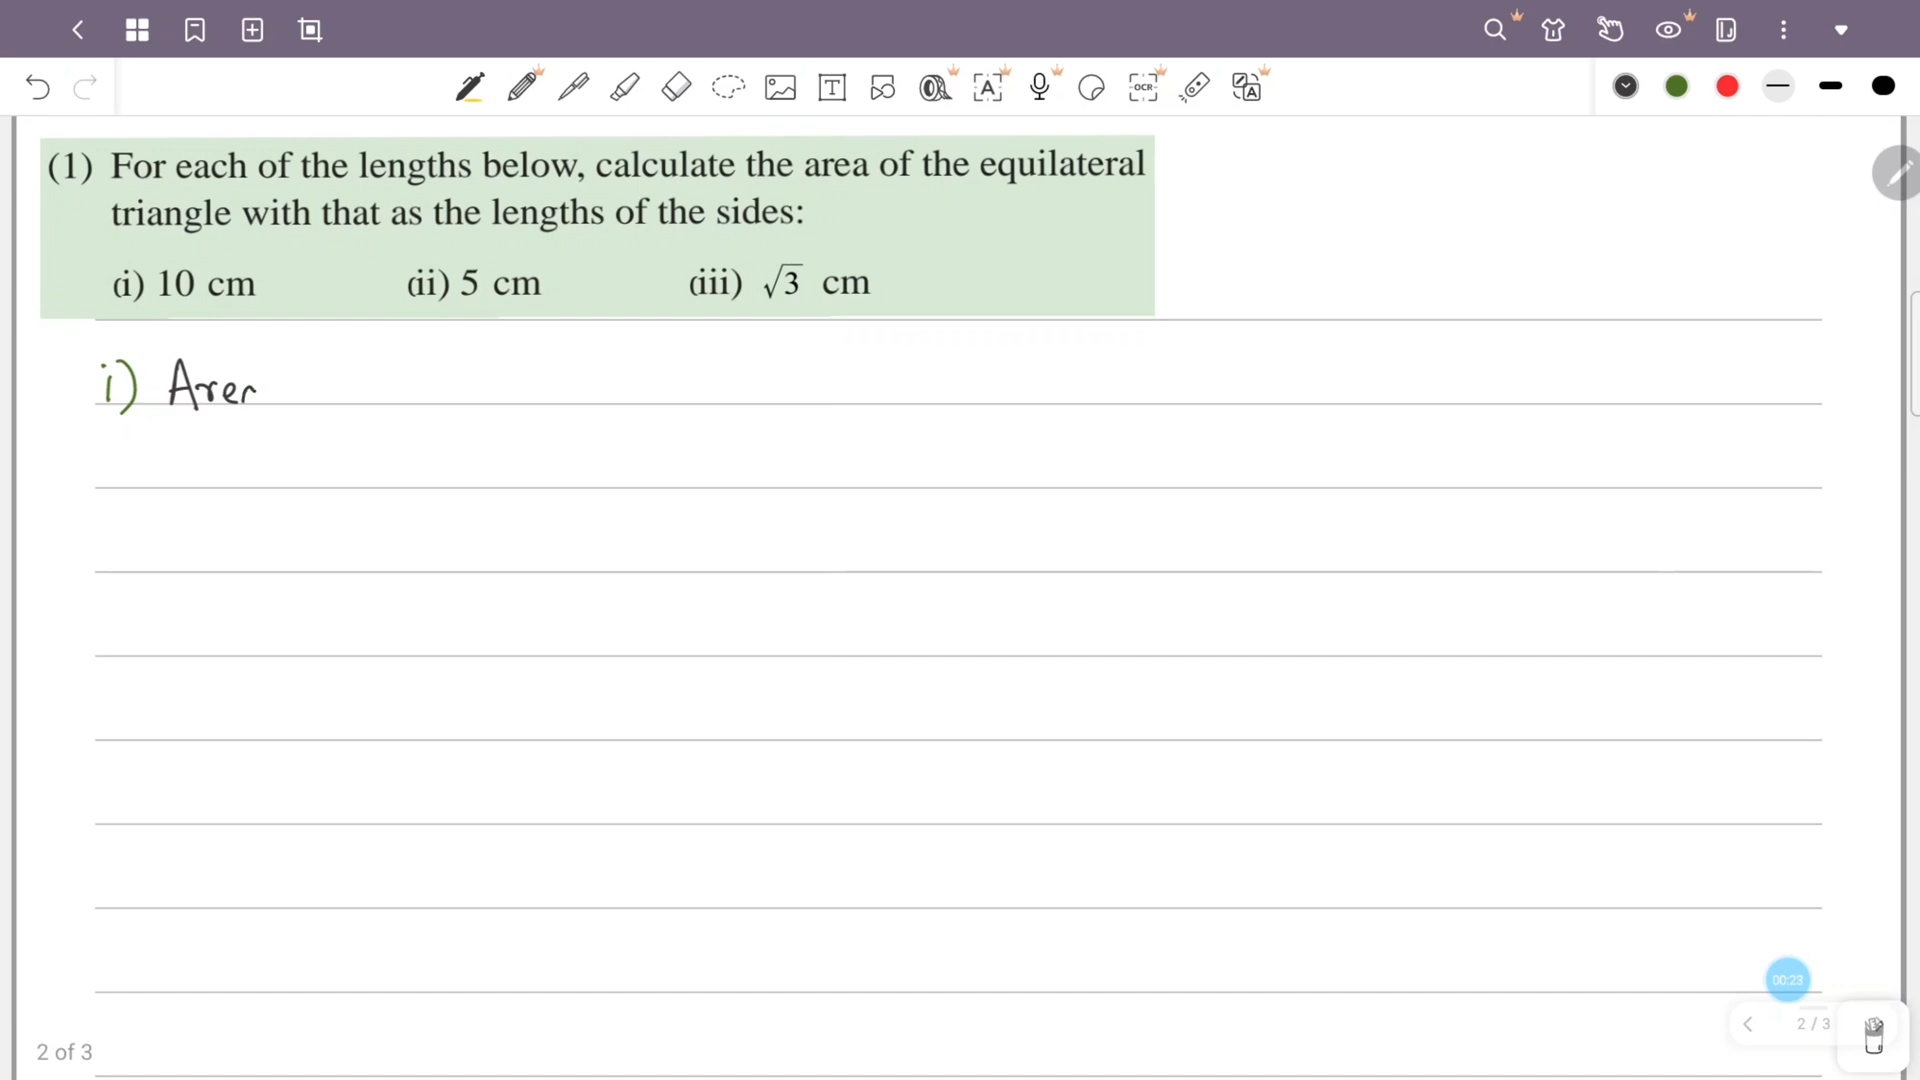 (1) For each of the lengths below, calculate the area of the equilateral
triangle with that as the lengths of the sides:
(i) 10 cm (ii) 5 cm (iii) √3 cm
i) Arer
00:23
2 / 3
2 of 3